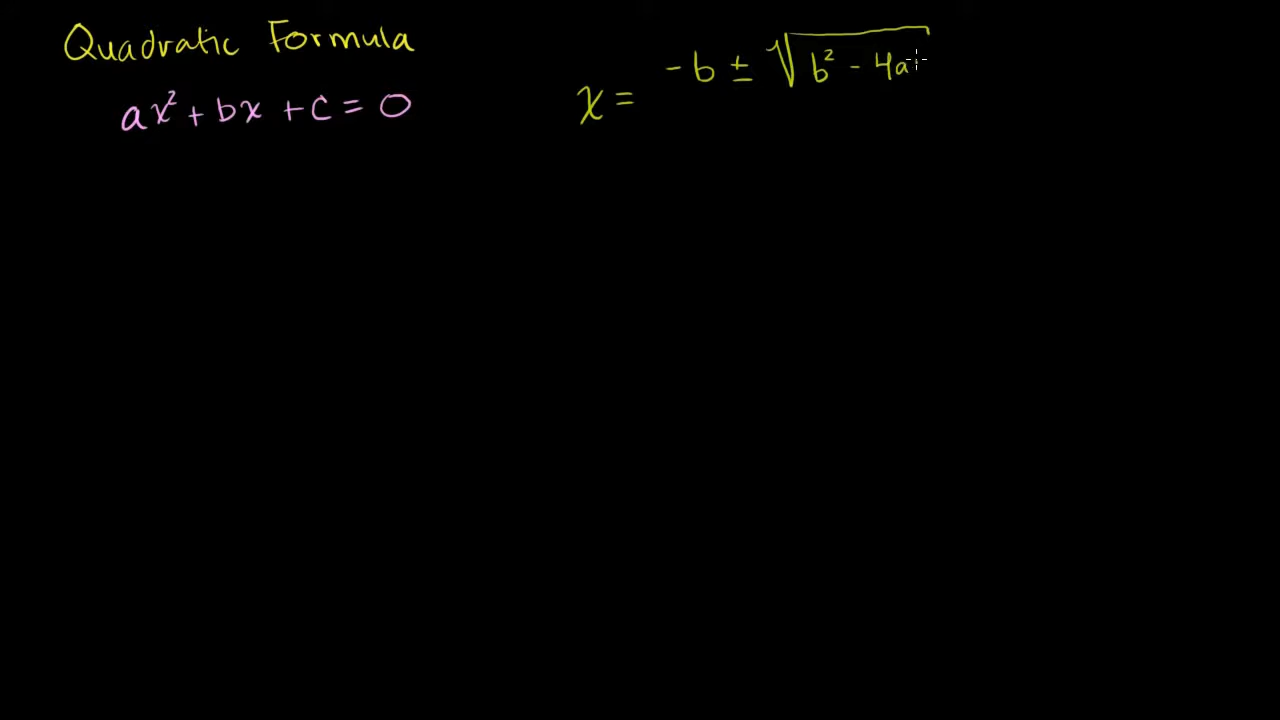 Quadratic Formula
ax² + bx + c = 0
x = -b ± √b² - 4a